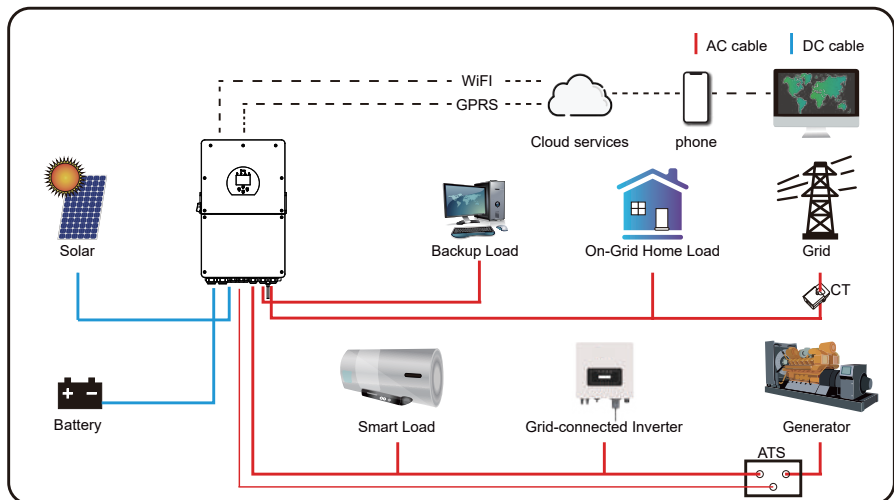 AC cable
DC cable
WiFI
GPRS
Cloud services
phone
Solar
Backup Load
On-Grid Home Load
Grid
CT
Battery
Smart Load
Grid-connected Inverter
Generator
ATS